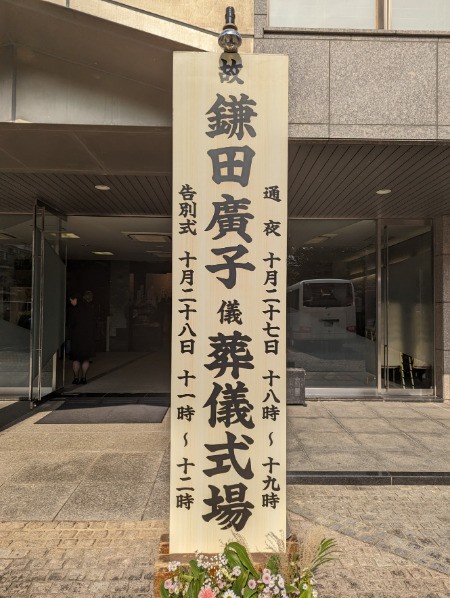 故 鎌田廣子 儀 葬儀式場
通夜 十月二十七日 十八時〜十九時
告別式 十月二十八日 十一時〜十二時